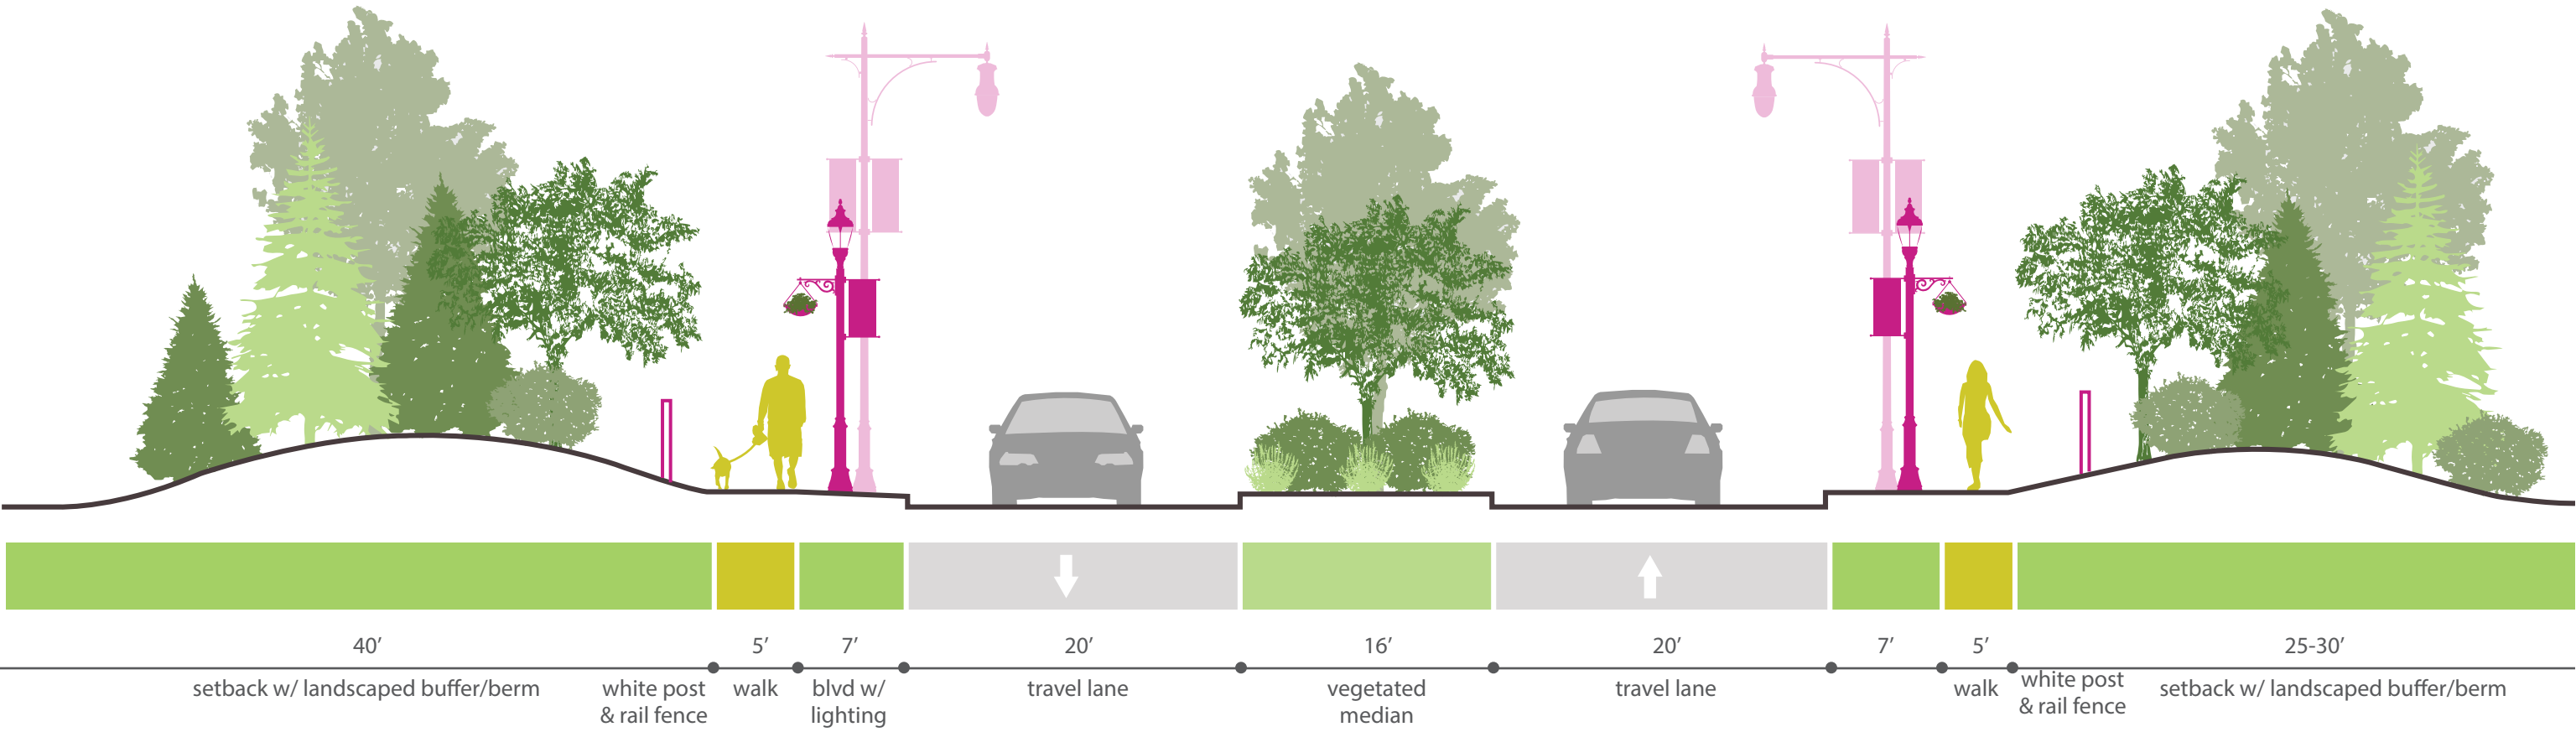 40’
5’
7’
20’
16’
20’
7’
5’
25-30’
setback w/ landscaped buffer/berm
white post
& rail fence
walk
blvd w/
lighting
travel lane
vegetated
median
travel lane
walk
white post
& rail fence
setback w/ landscaped buffer/berm